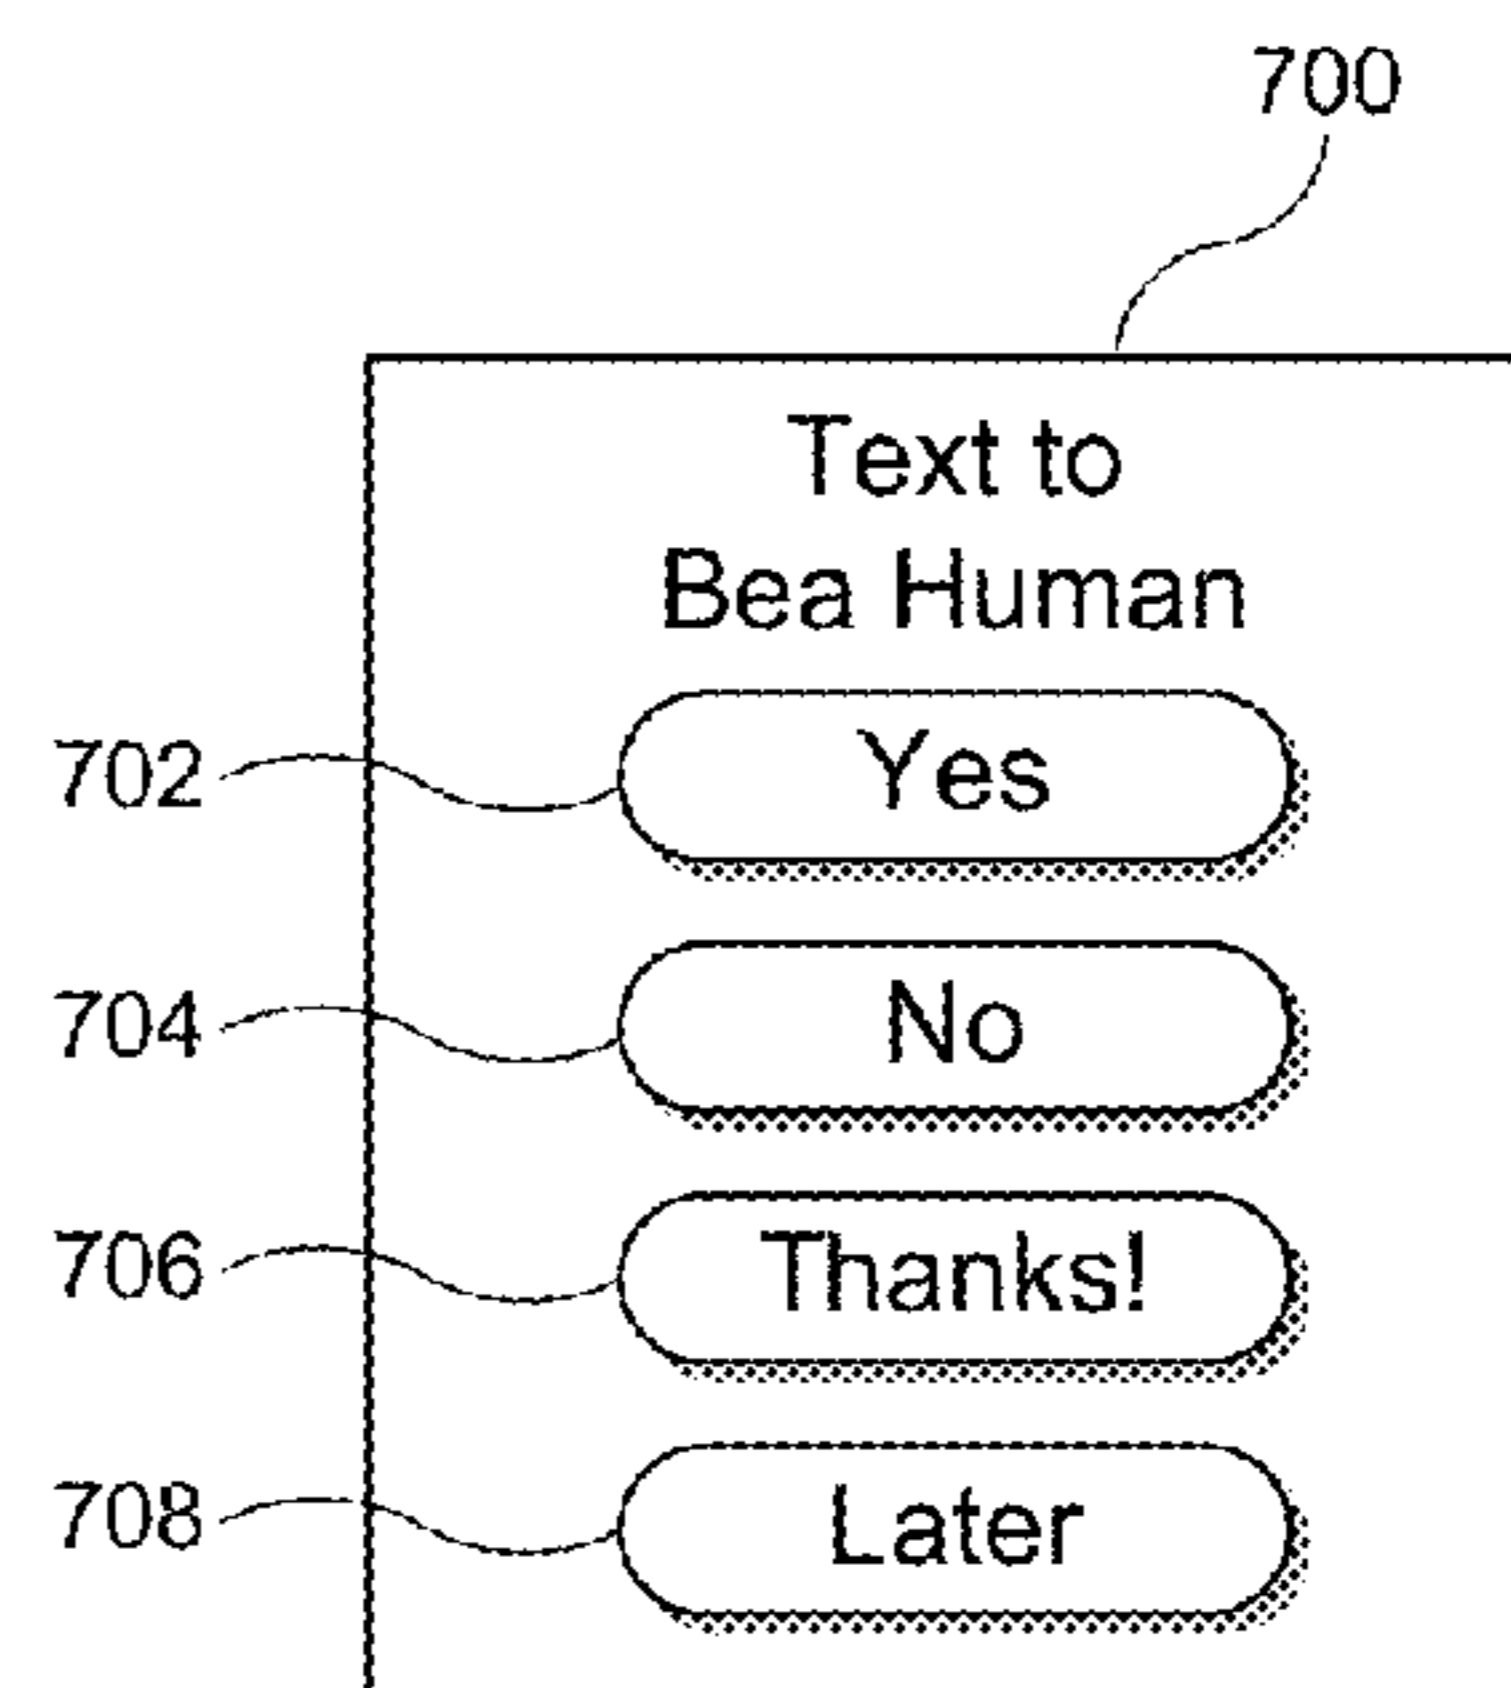 700
Text to
Bea Human
702 Yes
704 No
706 Thanks!
708 Later